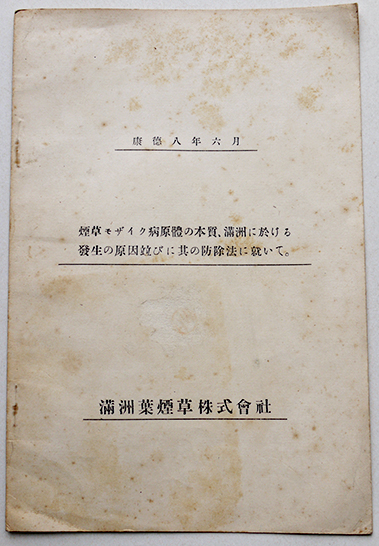 康德八年六月
煙草モザイク病原體の本質、滿洲に於ける
發生の原因竝びに其の防除法に就いて。
滿洲葉煙草株式會社